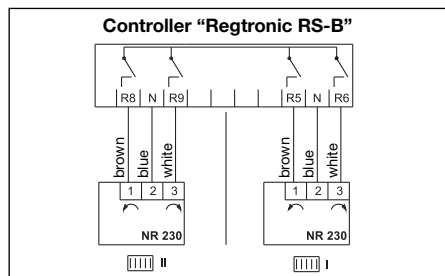 Controller “Regtronic RS-B”
R8 N R9 R5 N R6
brown blue white brown blue white
1 2 3 1 2 3
NR 230 NR 230
II I